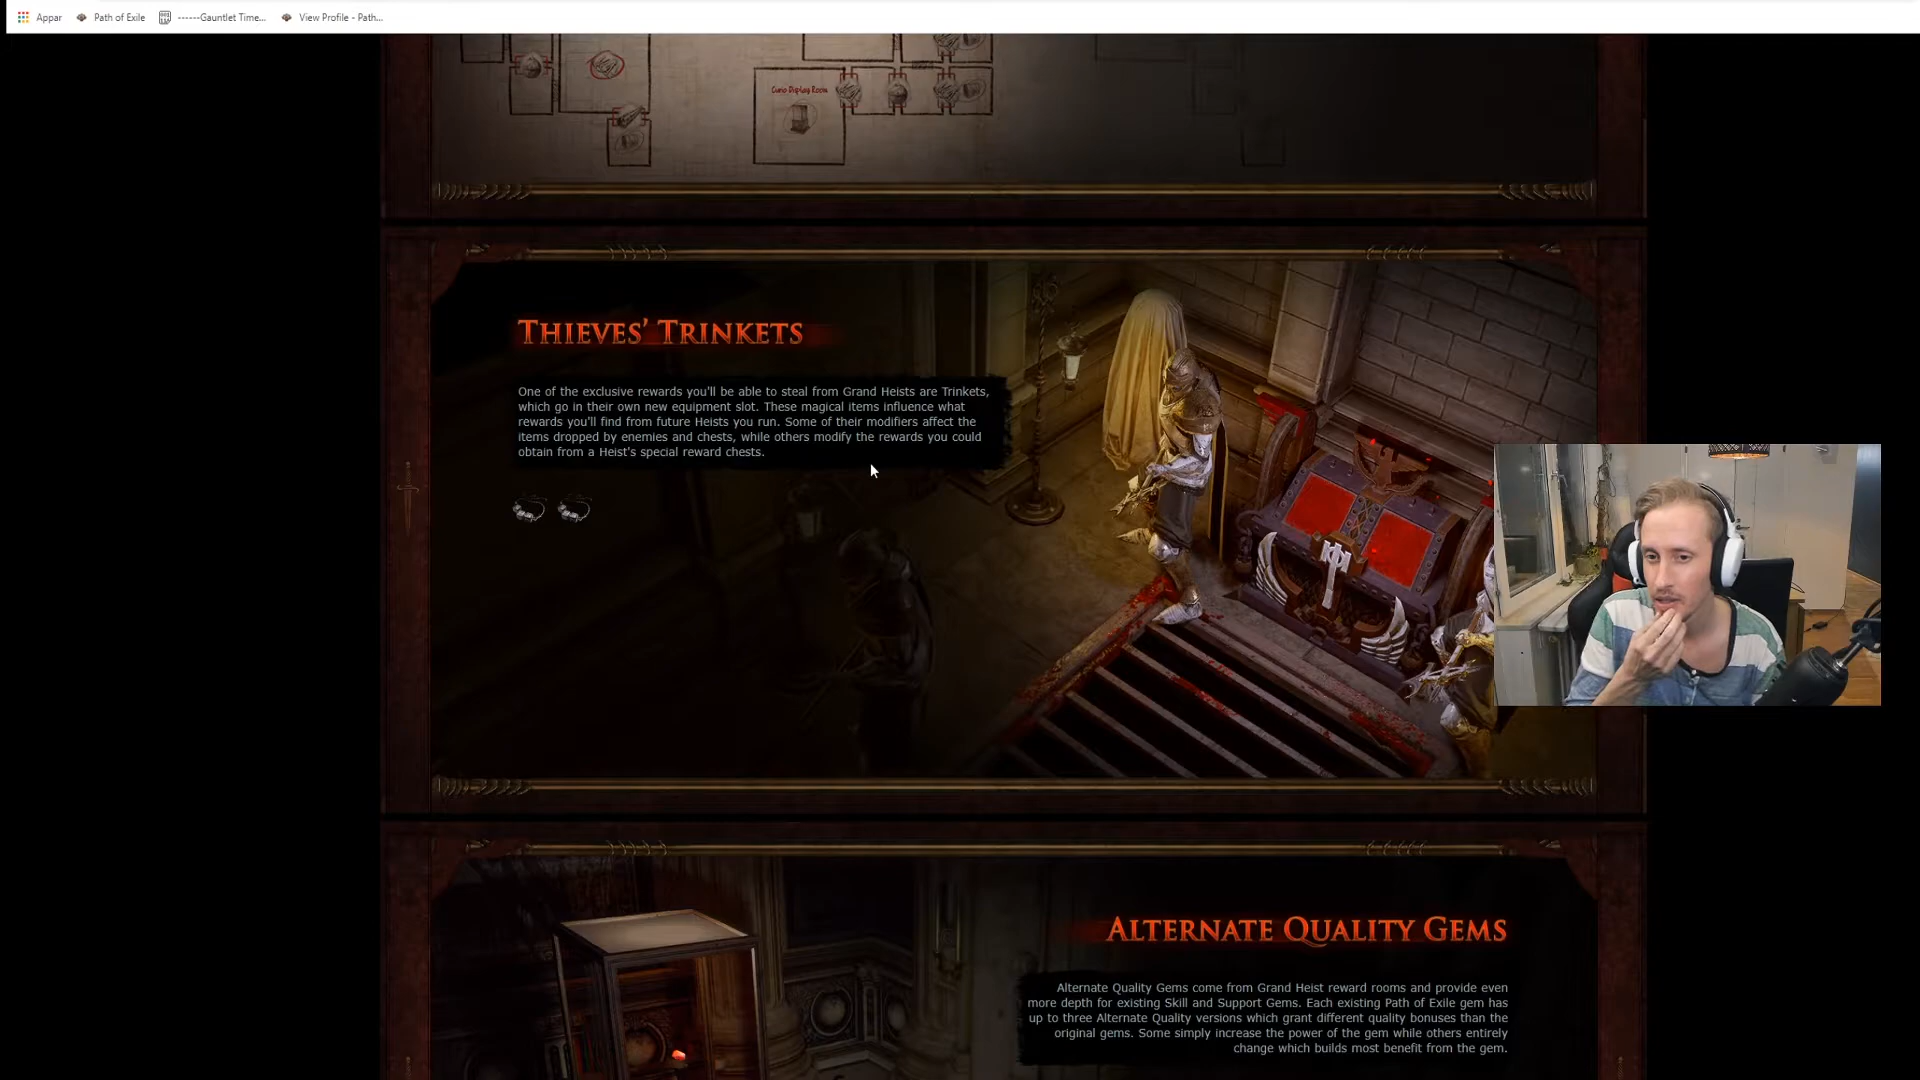 Appar
Path of Exile
------Gauntlet Time...
View Profile - Path...
Curio Display Room
THIEVES' TRINKETS
One of the exclusive rewards you'll be able to steal from Grand Heists are Trinkets,
which go in their own new equipment slot. These magical items influence what
rewards you'll find from future Heists you run. Some of their modifiers affect the
items dropped by enemies and chests, while others modify the rewards you could
obtain from a Heist's special reward chests.
ALTERNATE QUALITY GEMS
Alternate Quality Gems come from Grand Heist reward rooms and provide even
more depth for existing Skill and Support Gems. Each existing Path of Exile gem has
up to three Alternate Quality versions which grant different quality bonuses than the
original gems. Some simply increase the power of the gem while others entirely
change which builds most benefit from the gem.